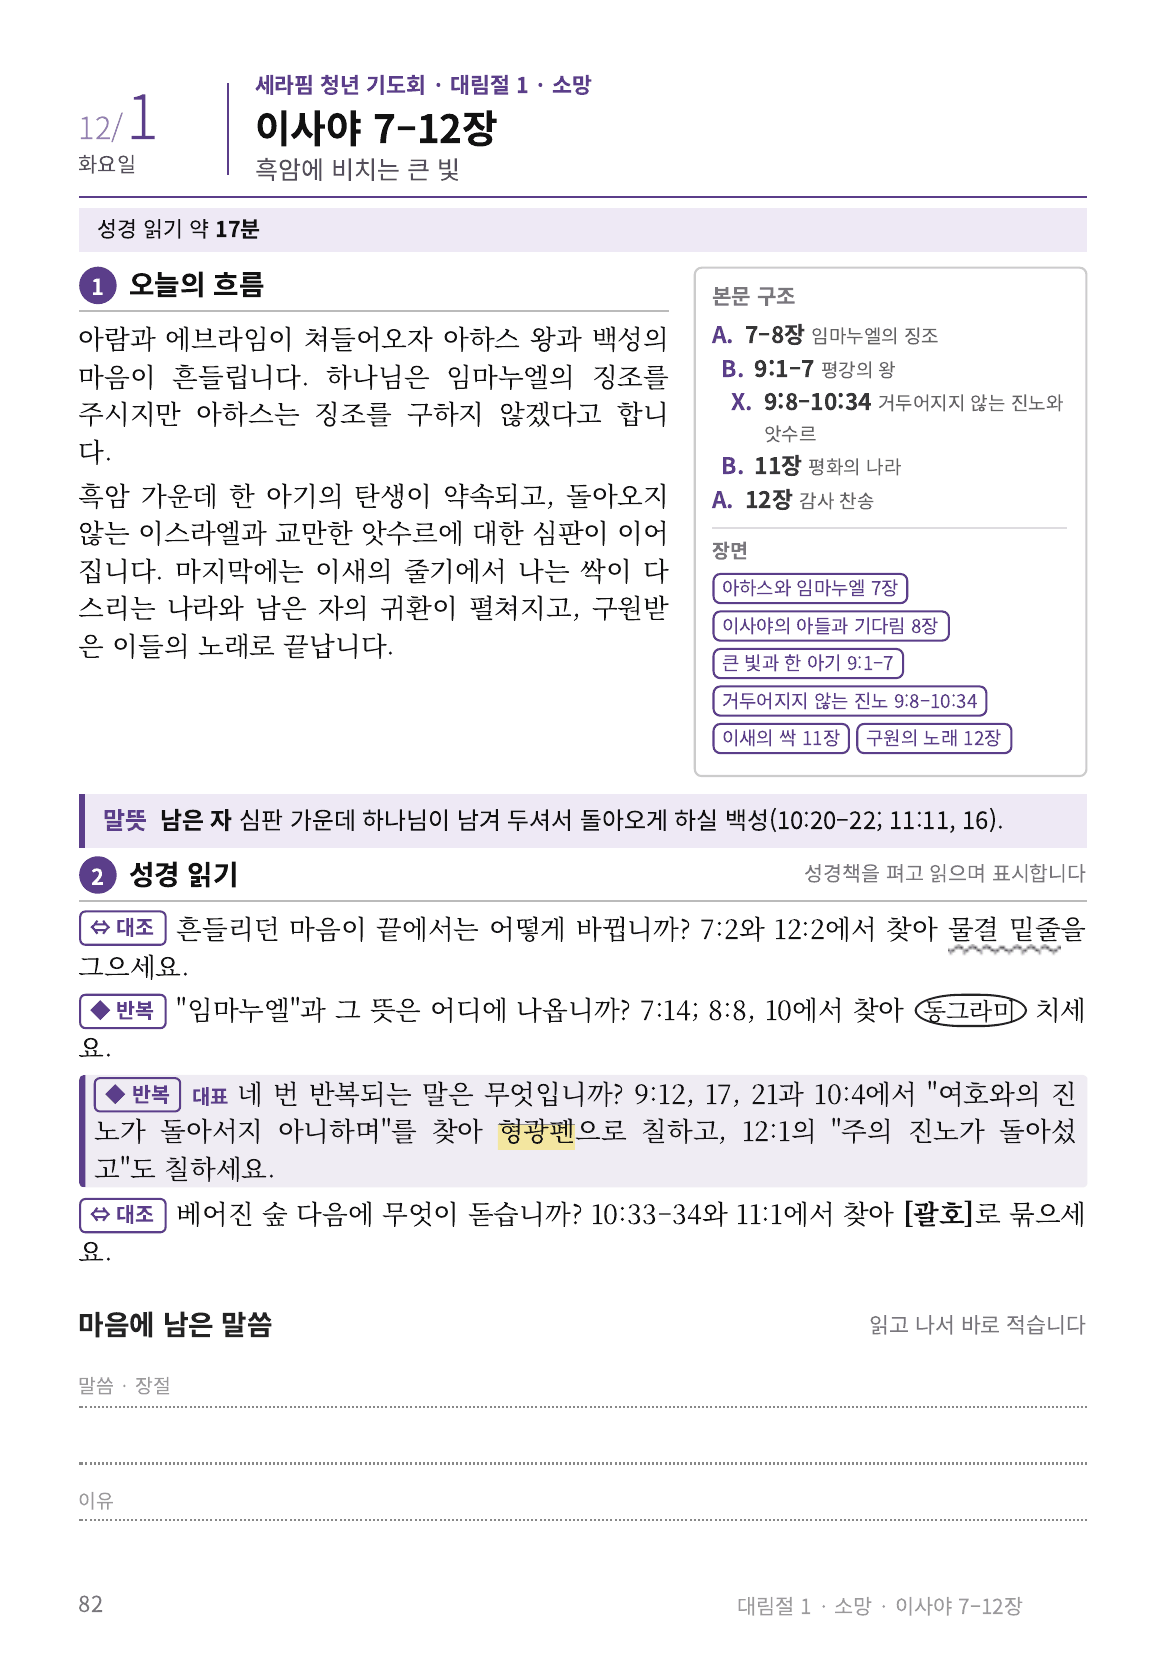 12/1
화요일
세라핌 청년 기도회 · 대림절 1 · 소망
이사야 7–12장
흑암에 비치는 큰 빛
성경 읽기 약 17분
1 오늘의 흐름
아람과 에브라임이 쳐들어오자 아하스 왕과 백성의
마음이 흔들립니다. 하나님은 임마누엘의 징조를
주시지만 아하스는 징조를 구하지 않겠다고 합니
다.
흑암 가운데 한 아기의 탄생이 약속되고, 돌아오지
않는 이스라엘과 교만한 앗수르에 대한 심판이 이어
집니다. 마지막에는 이새의 줄기에서 나는 싹이 다
스리는 나라와 남은 자의 귀환이 펼쳐지고, 구원받
은 이들의 노래로 끝납니다.
본문 구조
A. 7–8장 임마누엘의 징조
B. 9:1–7 평강의 왕
X. 9:8–10:34 거두어지지 않는 진노와
앗수르
B. 11장 평화의 나라
A. 12장 감사 찬송
장면
아하스와 임마누엘 7장
이사야의 아들과 기다림 8장
큰 빛과 한 아기 9:1–7
거두어지지 않는 진노 9:8–10:34
이새의 싹 11장 구원의 노래 12장
말뜻 남은 자 심판 가운데 하나님이 남겨 두셔서 돌아오게 하실 백성(10:20–22; 11:11, 16).
2 성경 읽기 성경책을 펴고 읽으며 표시합니다
⇔ 대조 흔들리던 마음이 끝에서는 어떻게 바뀝니까? 7:2와 12:2에서 찾아 물결 밑줄을
그으세요.
◆ 반복 "임마누엘"과 그 뜻은 어디에 나옵니까? 7:14; 8:8, 10에서 찾아 동그라미 치세
요.
◆ 반복 대표 네 번 반복되는 말은 무엇입니까? 9:12, 17, 21과 10:4에서 "여호와의 진
노가 돌아서지 아니하며"를 찾아 형광펜으로 칠하고, 12:1의 "주의 진노가 돌아섰
고"도 칠하세요.
⇔ 대조 베어진 숲 다음에 무엇이 돋습니까? 10:33–34와 11:1에서 찾아 [괄호]로 묶으세
요.
마음에 남은 말씀 읽고 나서 바로 적습니다
말씀 · 장절
이유
82 대림절 1 · 소망 · 이사야 7–12장